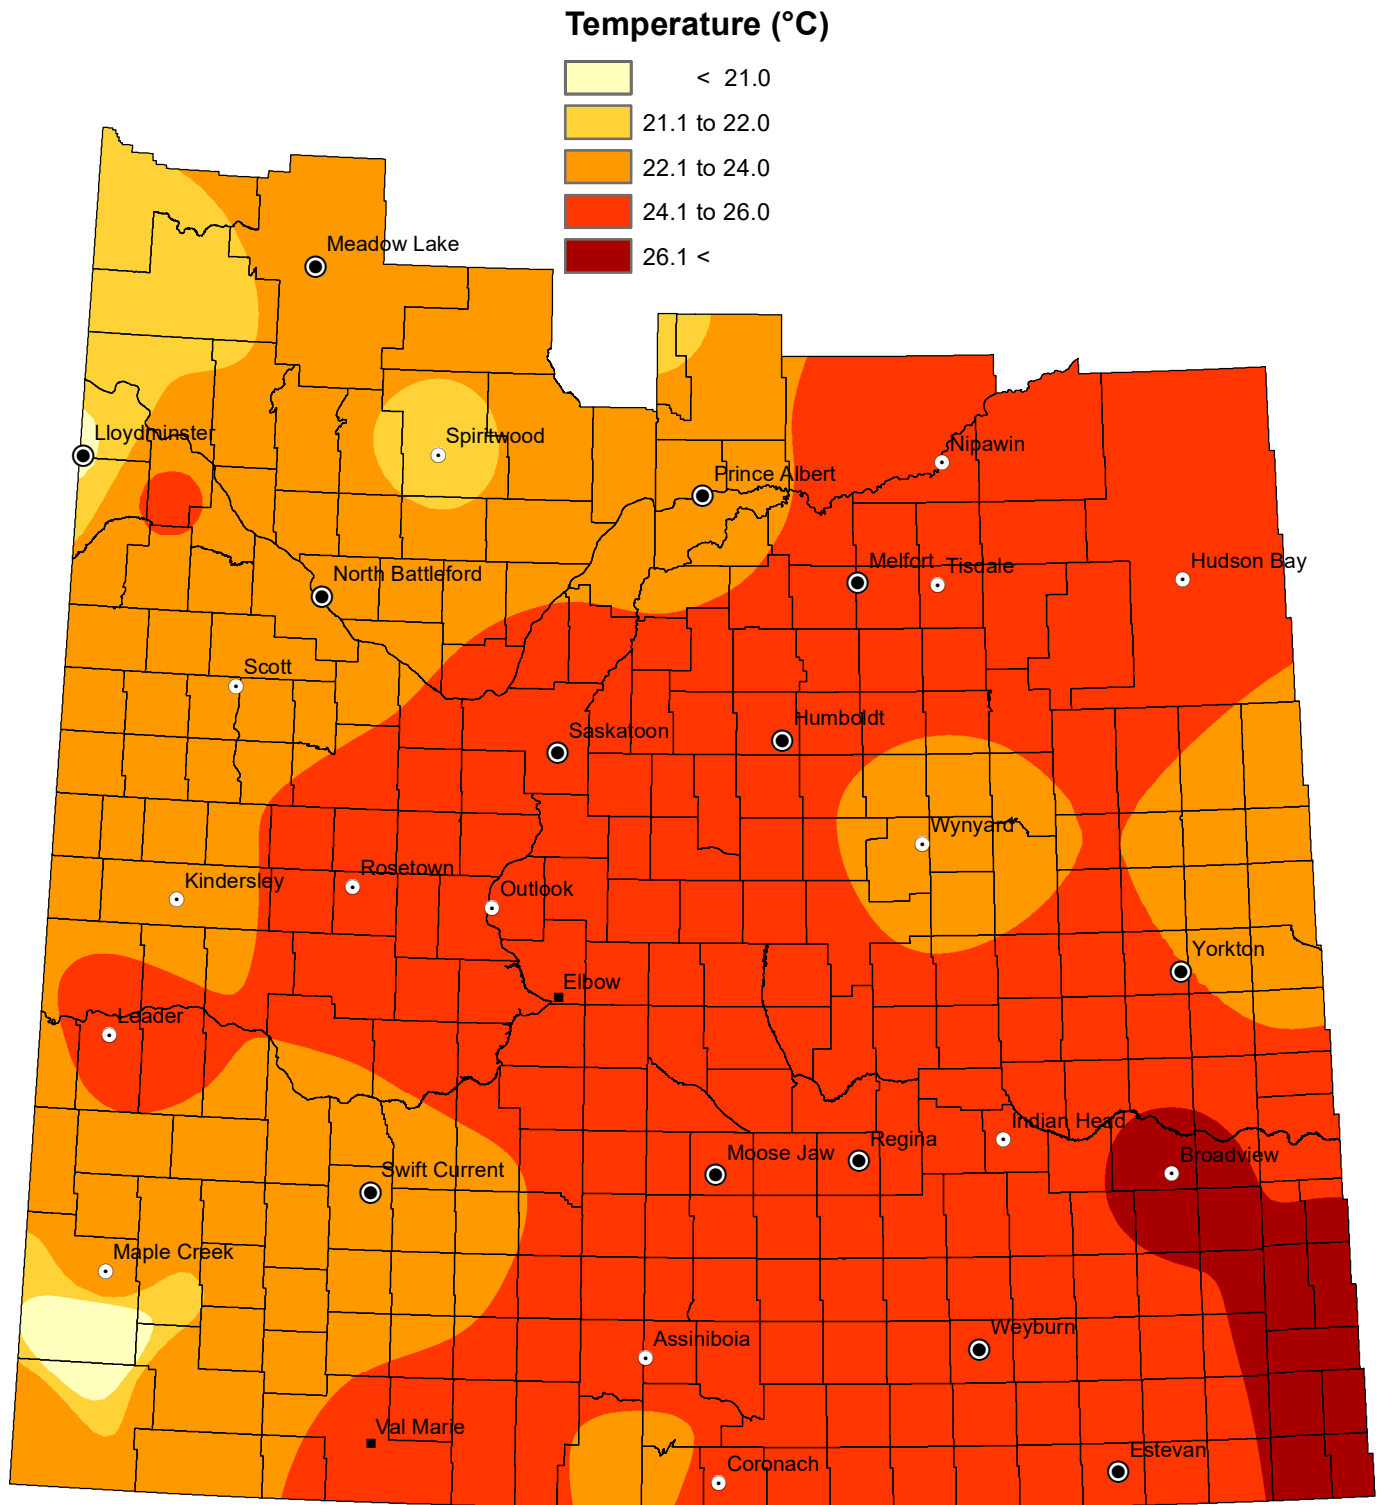 Temperature (°C)
< 21.0
21.1 to 22.0
22.1 to 24.0
24.1 to 26.0
26.1 <
Meadow Lake
Lloydminster
Spiritwood
Nipawin
Prince Albert
Hudson Bay
Melfort
Tisdale
North Battleford
Scott
Humboldt
Saskatoon
Wynyard
Rosetown
Kindersley
Outlook
Yorkton
Elbow
Leader
Indian Head
Regina
Moose Jaw
Broadview
Swift Current
Maple Creek
Weyburn
Assiniboia
Val Marie
Estevan
Coronach